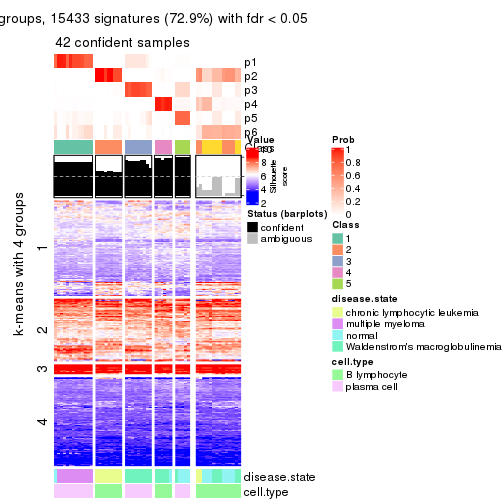 groups, 15433 signatures (72.9%) with fdr < 0.05
42 confident samples
p1
p2
p3
p4
p5
p6
Class
k-means with 4 groups
1
2
3
4
disease.state
cell.type
Value
10
8
6
4
2
Silhouette
score
Status (barplots)
confident
ambiguous
Prob
1
0.8
0.6
0.4
0.2
0
Class
1
2
3
4
5
disease.state
chronic lymphocytic leukemia
multiple myeloma
normal
Waldenstrom's macroglobulinemia
cell.type
B lymphocyte
plasma cell